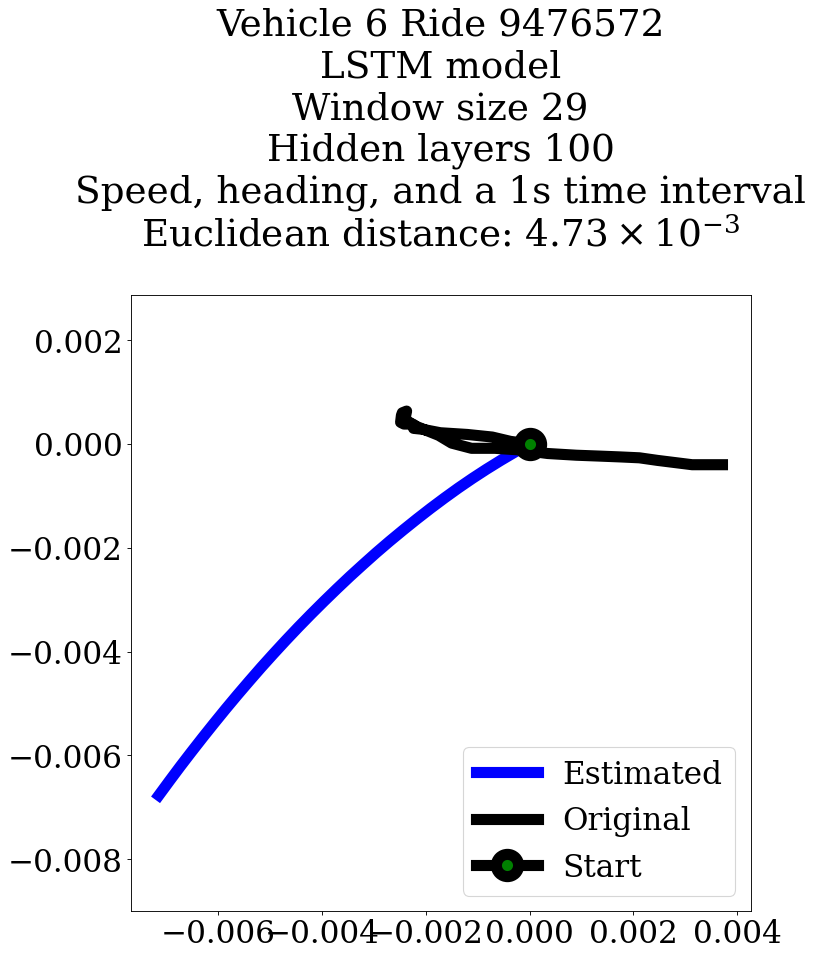 Vehicle 6 Ride 9476572
LSTM model
Window size 29
Hidden layers 100
Speed, heading, and a 1s time interval
Euclidean distance: 4.73 × 10⁻³
0.002
0.000
−0.002
−0.004
−0.006
−0.008
Estimated
Original
Start
−0.006 −0.004 −0.002 0.000 0.002 0.004